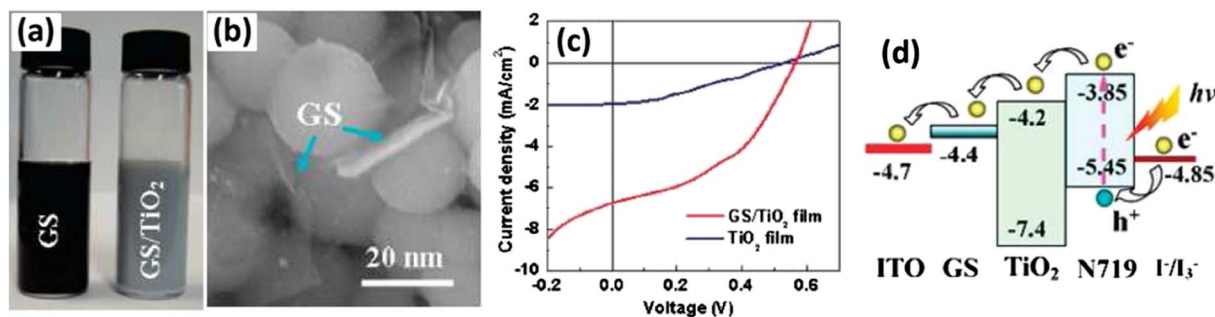 (a)
GS
GS/TiO₂
(b)
GS
20 nm
(c)
Current density (mA/cm²)
2
0
-2
-4
-6
-8
-10
-0.2
0.0
0.2
0.4
0.6
Voltage (V)
GS/TiO₂ film
TiO₂ film
(d)
e⁻
-3.85
hν
-4.2
-4.4
-4.7
-5.45
e⁻
-4.85
h⁺
-7.4
ITO
GS
TiO₂
N719
I⁻/I₃⁻